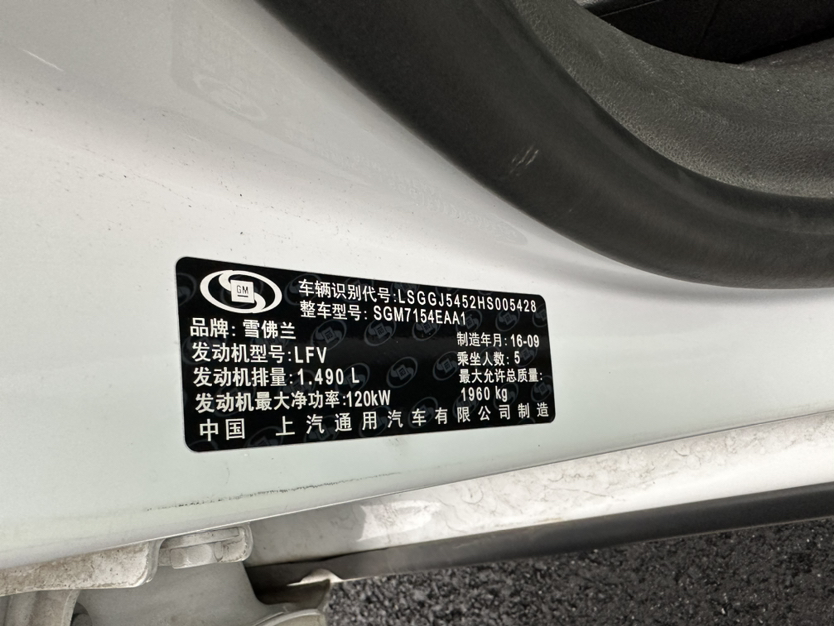 GM
车辆识别代号:LSGGJ5452HS005428
整车型号: SGM7154EAA1
品牌: 雪佛兰
制造年月: 16-09
发动机型号:LFV
乘坐人数: 5
发动机排量:1.490 L
最大允许总质量:
1960 kg
发动机最大净功率:120kW
中国 上汽通用汽车有限公司制造